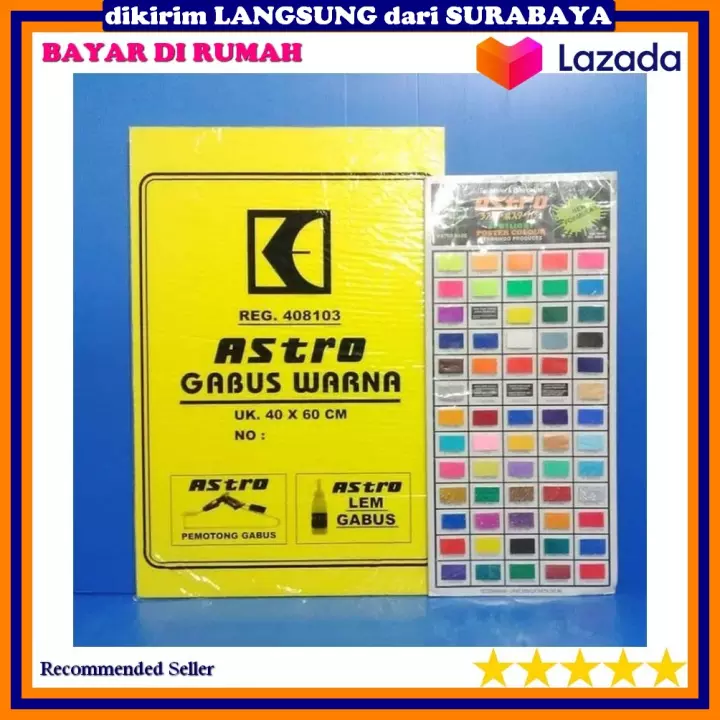 dikirim LANGSUNG dari SURABAYA
BAYAR DI RUMAH
Lazada
REG. 408103
Astro
GABUS WARNA
UK. 40 X 60 CM
NO :
Astro
PEMOTONG GABUS
Astro
LEM
GABUS
Astro
POSTER COLOUR
Recommended Seller